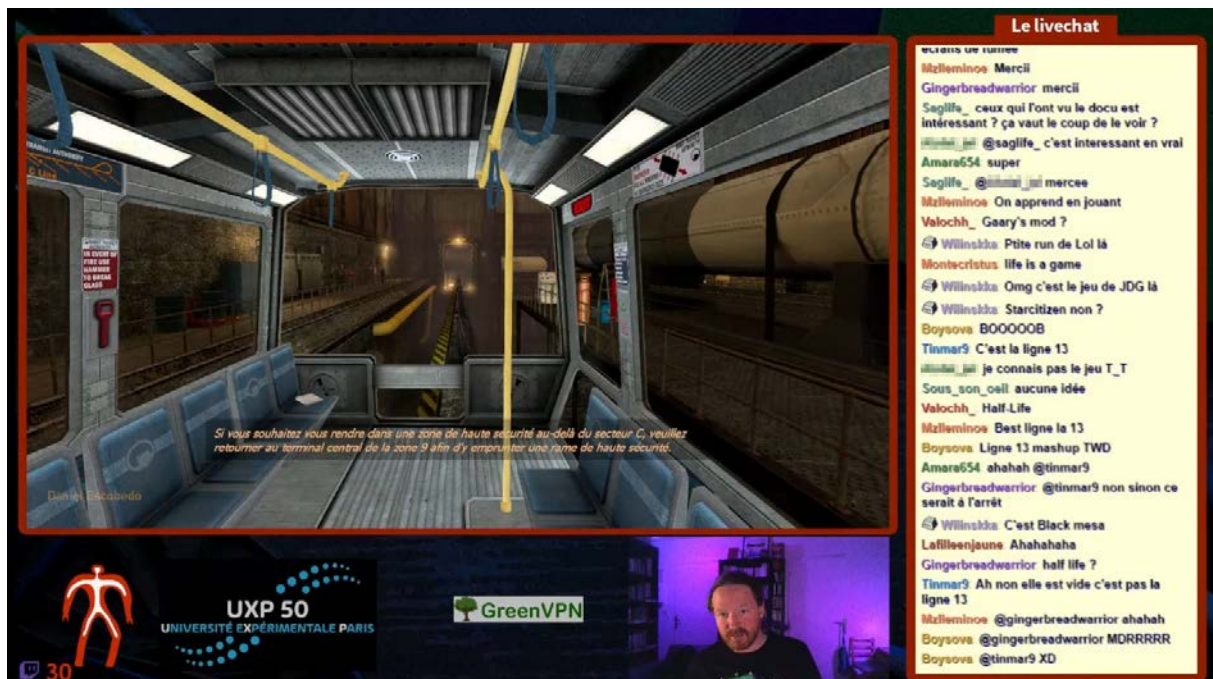 Le livechat
écrans de fumée
Mzlleminoe Mercii
Gingerbreadwarrior mercii
Saglife_ ceux qui l'ont vu le docu est
intéressant ? ça vaut le coup de le voir ?
@saglife_ c'est interessant en vrai
Amara654 super
Saglife_ @ mercee
Mzlleminoe On apprend en jouant
Valochh_ Gaary's mod ?
Wilinskka Ptite run de Lol là
Montecristus life is a game
Wilinskka Omg c'est le jeu de JDG là
Wilinskka Starcitizen non ?
Boysova BOOOOOB
Tinmar9 C'est la ligne 13
je connais pas le jeu T_T
Sous_son_oeil aucune idée
Valochh_ Half-Life
Mzlleminoe Best ligne la 13
Boysova Ligne 13 mashup TWD
Amara654 ahahah @tinmar9
Gingerbreadwarrior @tinmar9 non sinon ce
serait à l'arrêt
Wilinskka C'est Black mesa
Lafilleenjaune Ahahahaha
Gingerbreadwarrior half life ?
Tinmar9 Ah non elle est vide c'est pas la
ligne 13
Mzlleminoe @gingerbreadwarrior ahahah
Boysova @gingerbreadwarrior MDRRRRR
Boysova @tinmar9 XD
TRANSIT AUTHORITY
C Line
IN EVENT OF
FIRE USE
HAMMER
TO BREAK
GLASS
Si vous souhaitez vous rendre dans une zone de haute sécurité au-delà du secteur C, veuillez
retourner au terminal central de la zone 9 afin d'y emprunter une rame de haute sécurité.
Daniel Escobedo
UXP 50
UNIVERSITÉ EXPÉRIMENTALE PARIS
GreenVPN
30